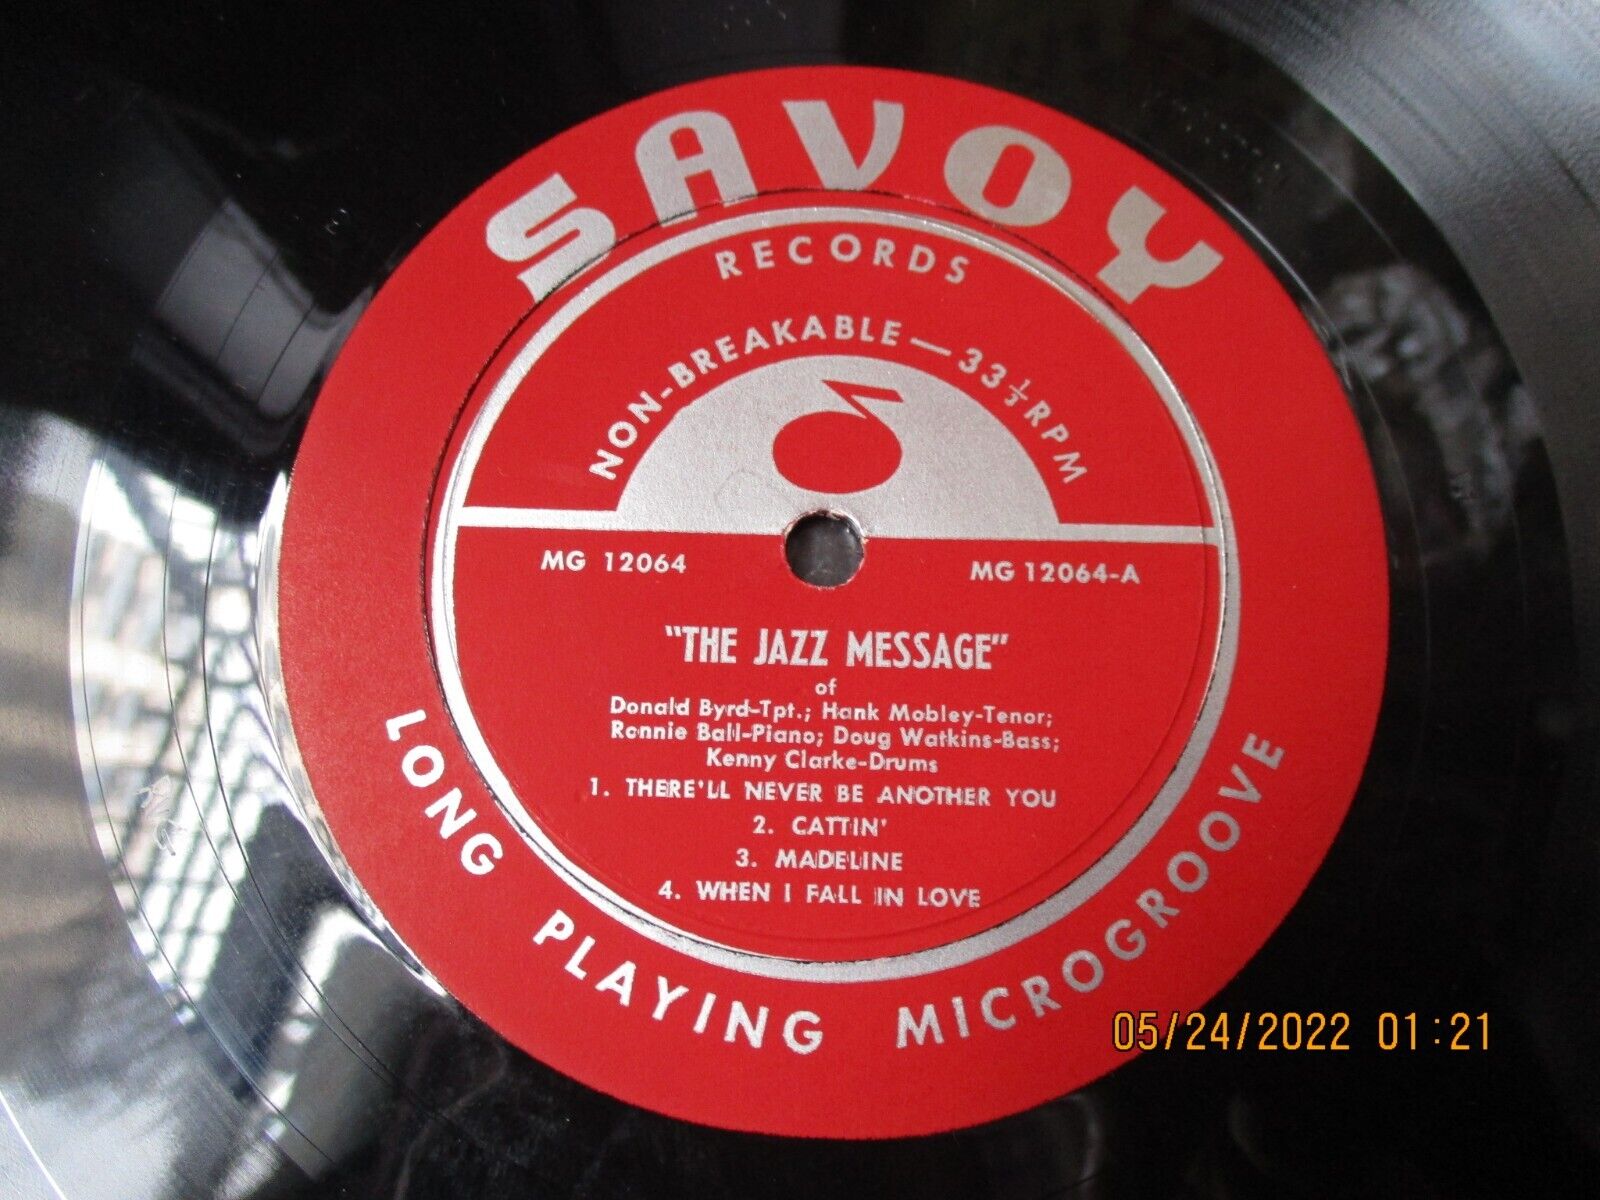 SAVOY
RECORDS
NON-BREAKABLE—33⅓ RPM
MG 12064
MG 12064-A
"THE JAZZ MESSAGE"
of
Donald Byrd-Tpt.; Hank Mobley-Tenor;
Ronnie Ball-Piano; Doug Watkins-Bass;
Kenny Clarke-Drums
1. THERE'LL NEVER BE ANOTHER YOU
2. CATTIN'
3. MADELINE
4. WHEN I FALL IN LOVE
LONG PLAYING MICROGROOVE
05/24/2022 01:21